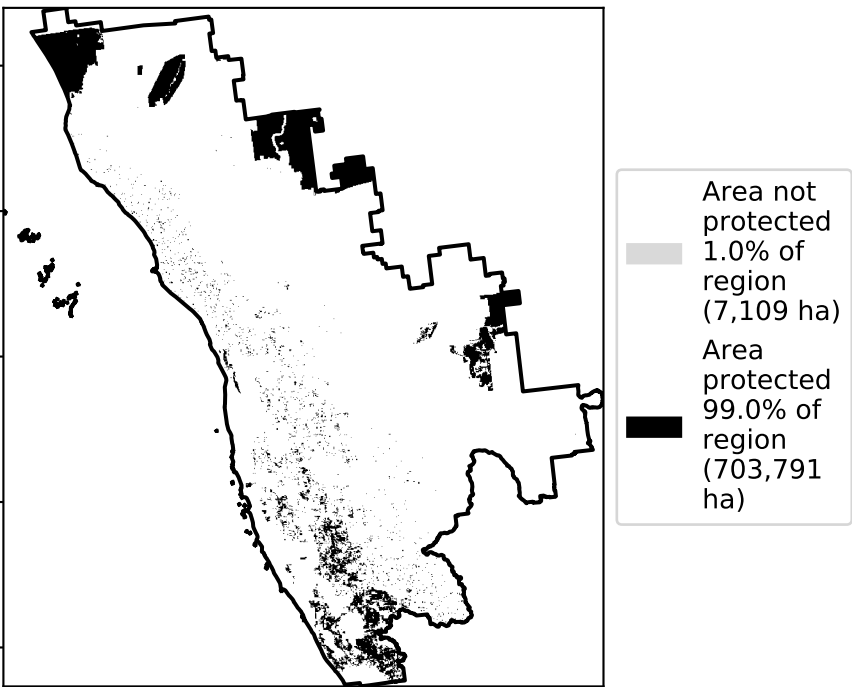 Area not
protected
1.0% of
region
(7,109 ha)
Area
protected
99.0% of
region
(703,791
ha)